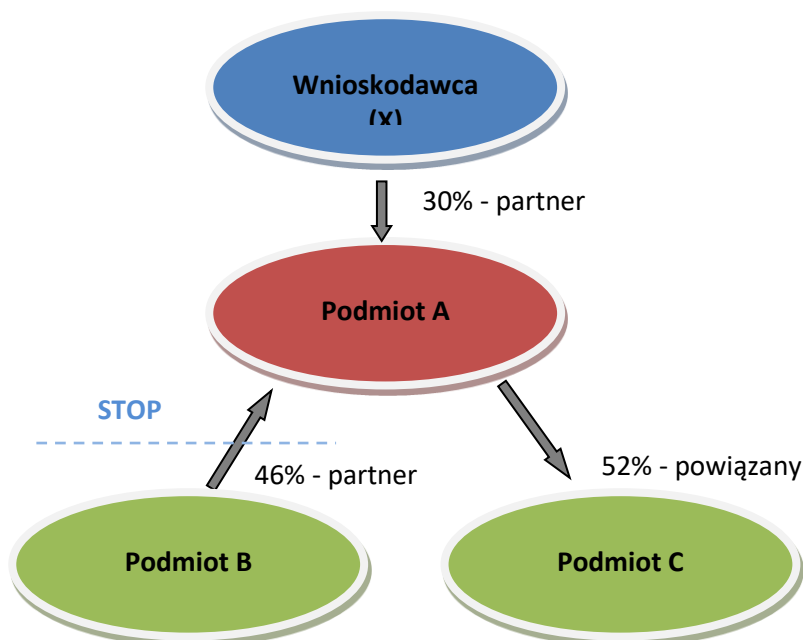 Wnioskodawca
(x)
30% - partner
Podmiot A
STOP
46% - partner
52% - powiązany
Podmiot B
Podmiot C